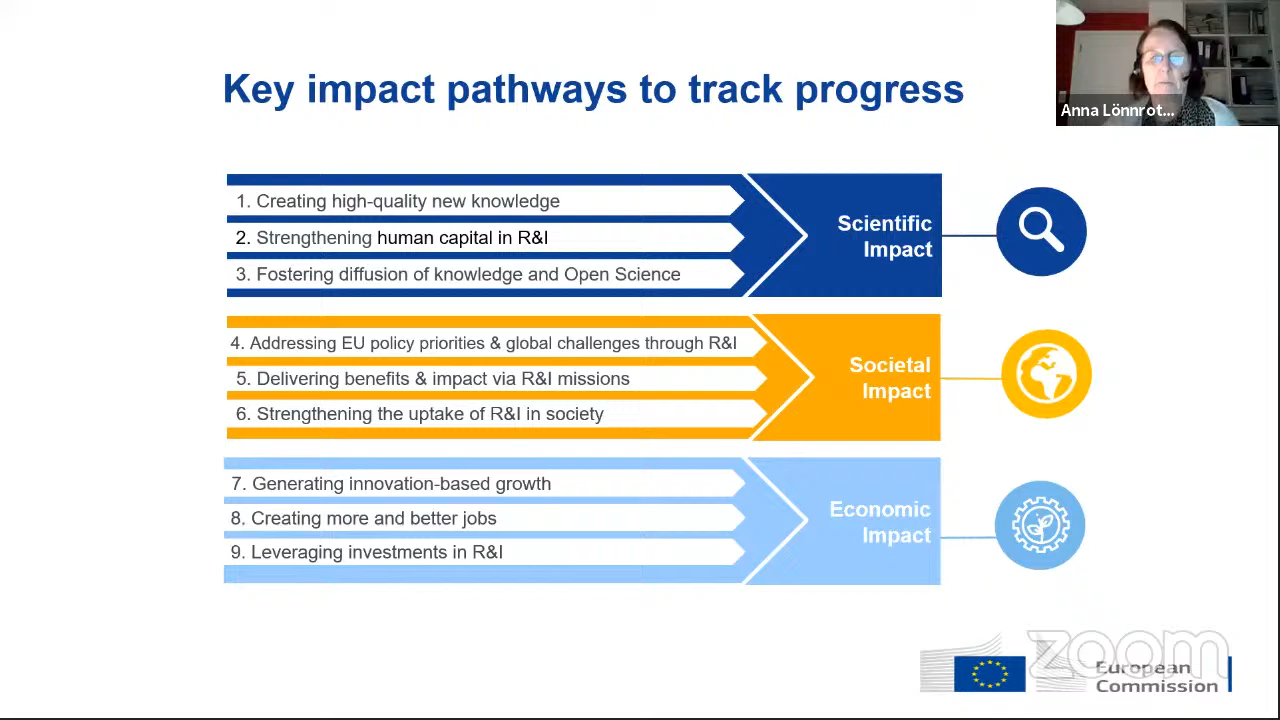 Key impact pathways to track progress
Anna Lönnrot...
1. Creating high-quality new knowledge
2. Strengthening human capital in R&I
3. Fostering diffusion of knowledge and Open Science
Scientific
Impact
4. Addressing EU policy priorities & global challenges through R&I
5. Delivering benefits & impact via R&I missions
6. Strengthening the uptake of R&I in society
Societal
Impact
7. Generating innovation-based growth
8. Creating more and better jobs
9. Leveraging investments in R&I
Economic
Impact
zoom
European
Commission